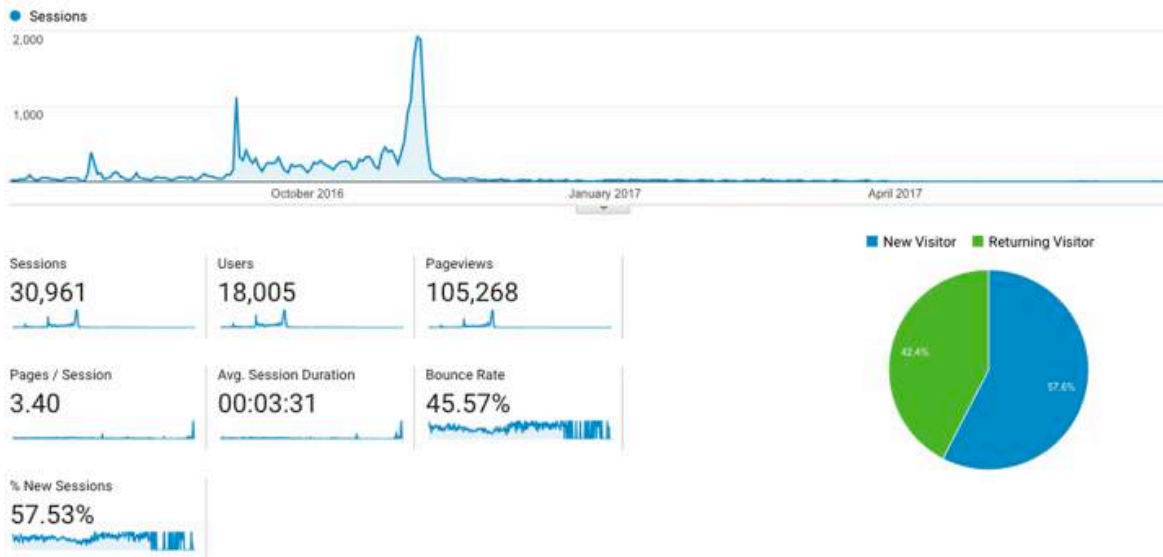 Sessions
2,000
1,000
October 2016 January 2017 April 2017
New Visitor Returning Visitor
Sessions Users Pageviews
30,961 18,005 105,268
42.4%
57.6%
Pages / Session Avg. Session Duration Bounce Rate
3.40 00:03:31 45.57%
% New Sessions
57.53%